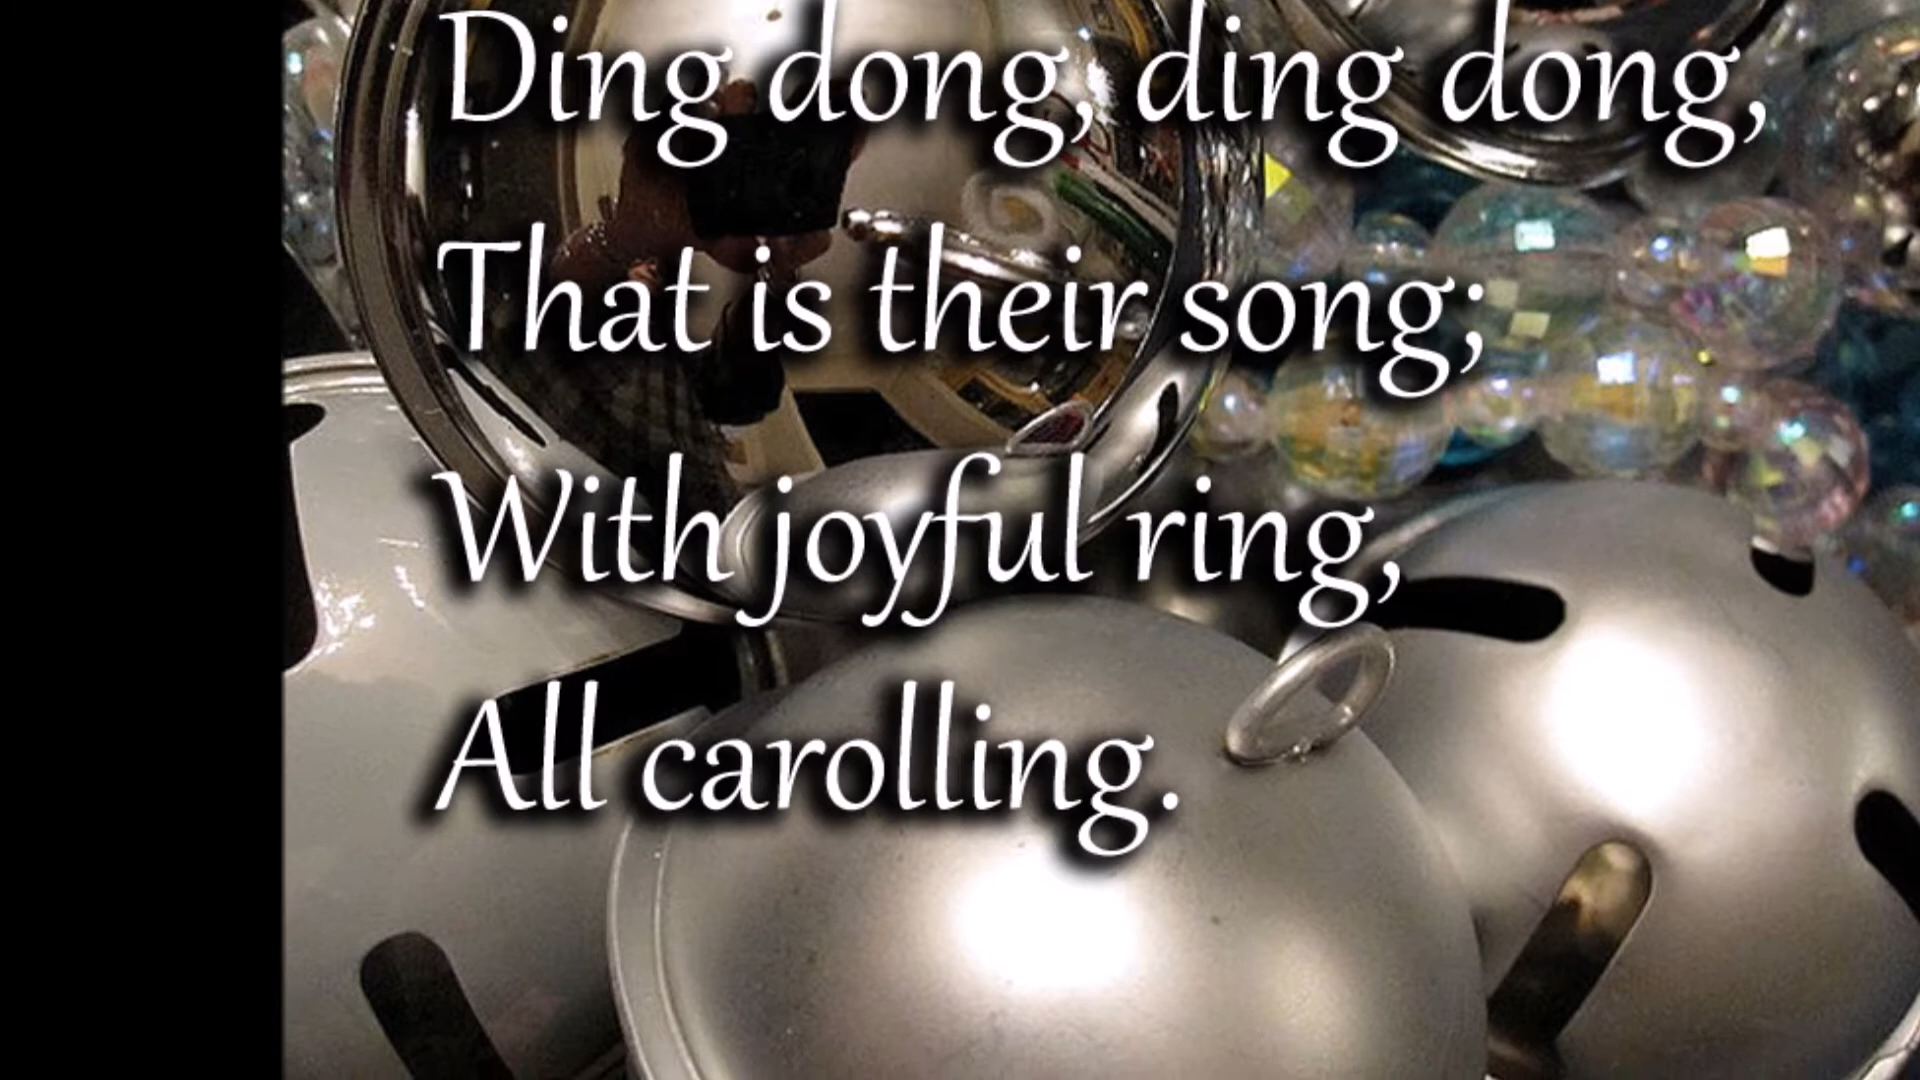 Ding dong, ding dong,
That is their song;
With joyful ring,
All carolling.